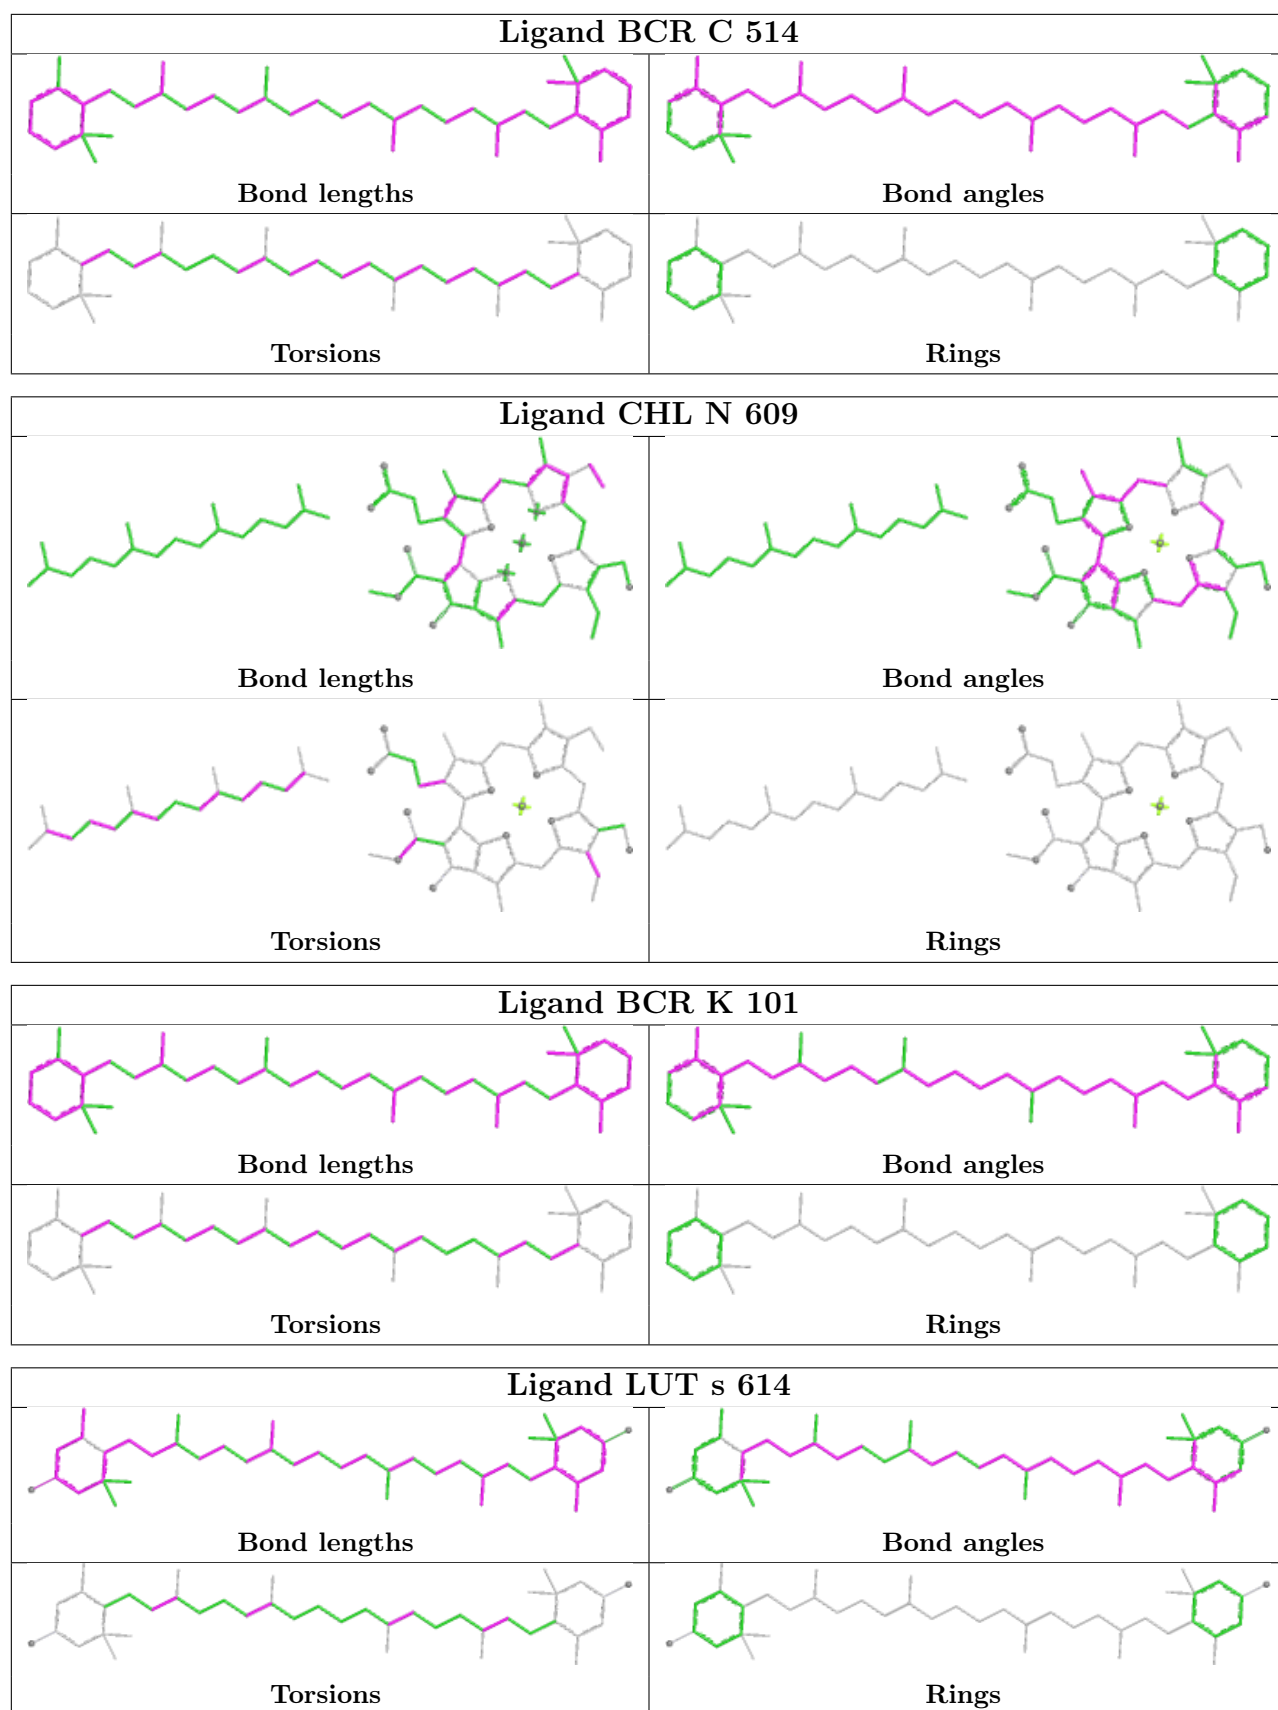 Ligand BCR C 514
Bond lengths
Bond angles
Torsions
Rings
Ligand CHL N 609
Bond lengths
Bond angles
Torsions
Rings
Ligand BCR K 101
Bond lengths
Bond angles
Torsions
Rings
Ligand LUT s 614
Bond lengths
Bond angles
Torsions
Rings